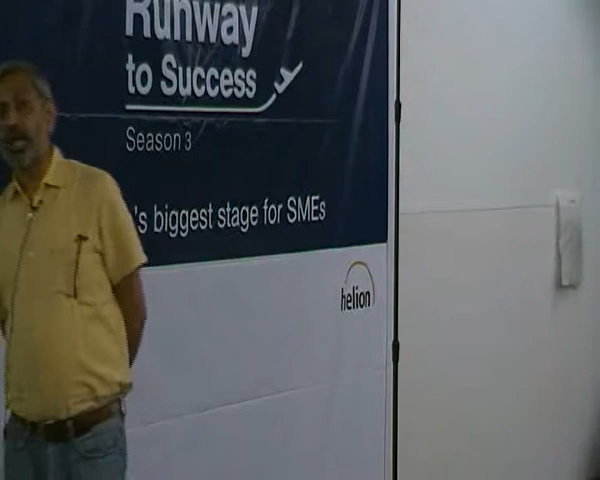 Runway
to Success
Season 3
's biggest stage for SMEs
helion